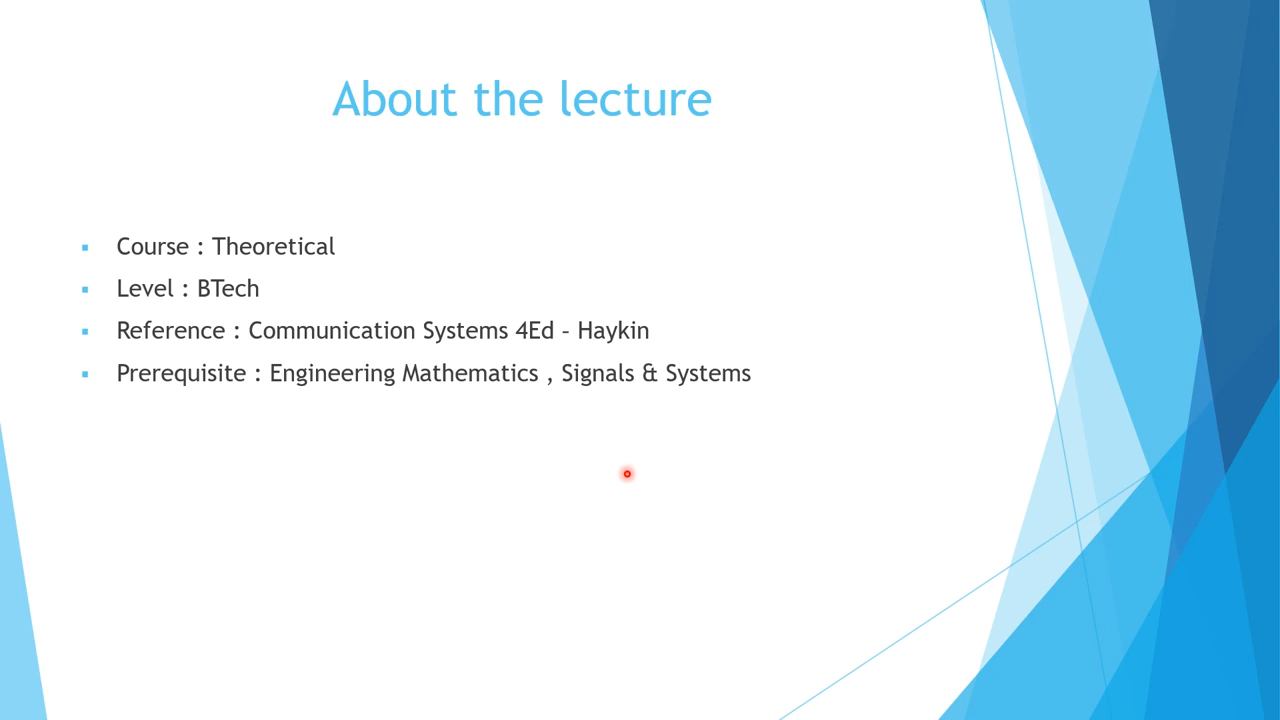 About the lecture
Course : Theoretical
Level : BTech
Reference : Communication Systems 4Ed – Haykin
Prerequisite : Engineering Mathematics , Signals & Systems